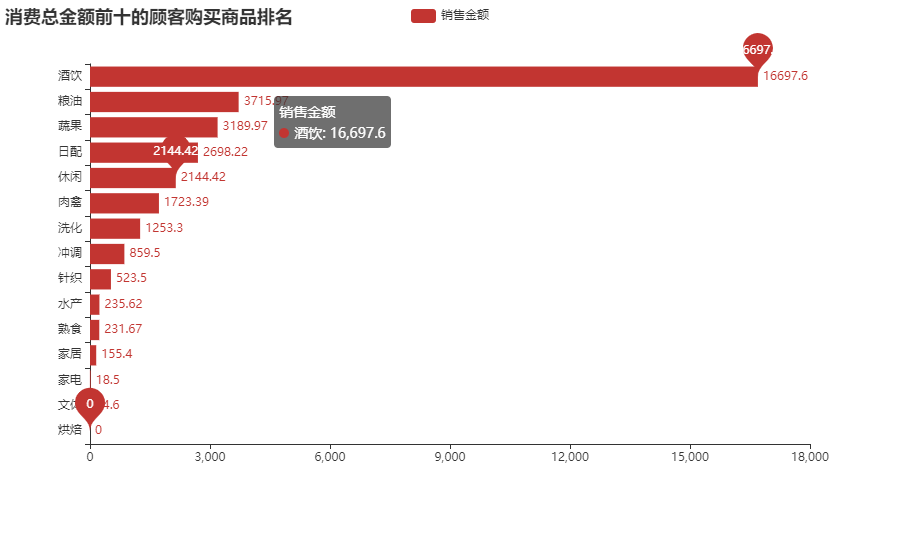 消费总金额前十的顾客购买商品排名
销售金额
酒饮 16697.6
粮油
蔬果 3189.97
销售金额
酒饮: 16,697.6
日配 2144.42 2698.22
休闲 2144.42
肉禽 1723.39
洗化 1253.3
冲调 859.5
针织 523.5
水产 235.62
熟食 231.67
家居 155.4
家电 18.5
0
烘焙 0
0 3,000 6,000 9,000 12,000 15,000 18,000